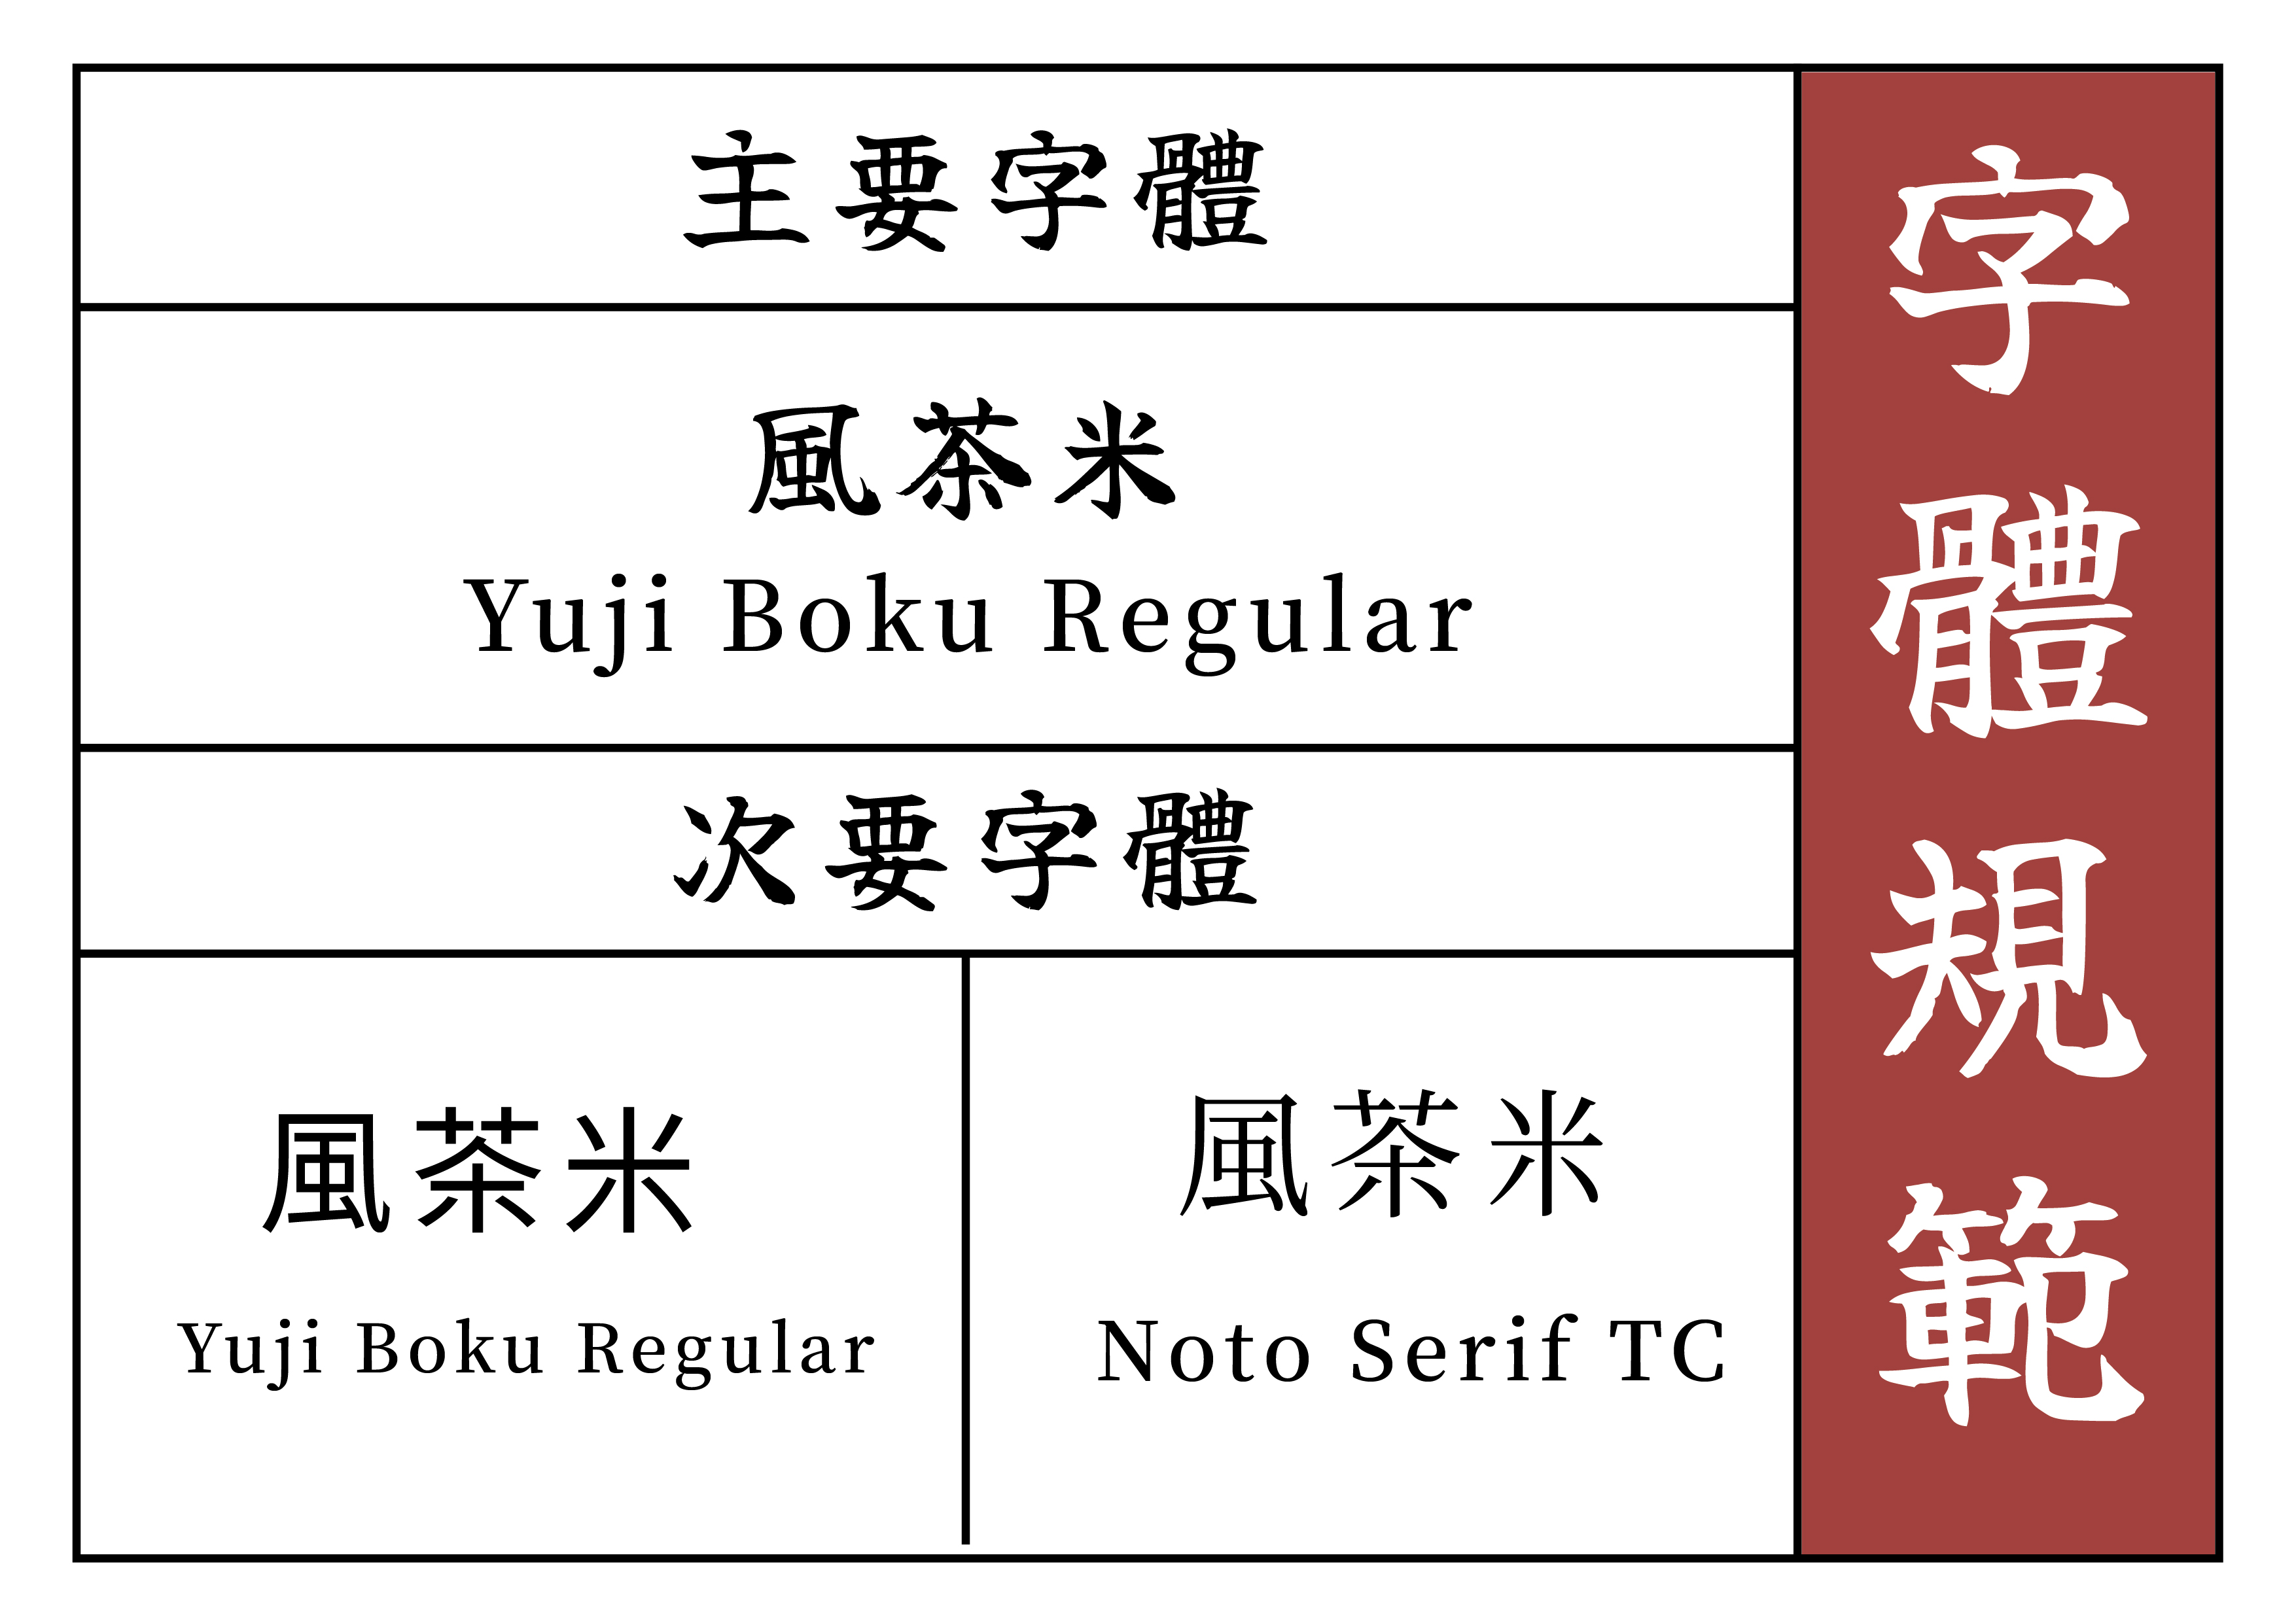 字體規範
主要字體
風茶米
Yuji Boku Regular
次要字體
風茶米
Yuji Boku Regular
風茶米
Noto Serif TC